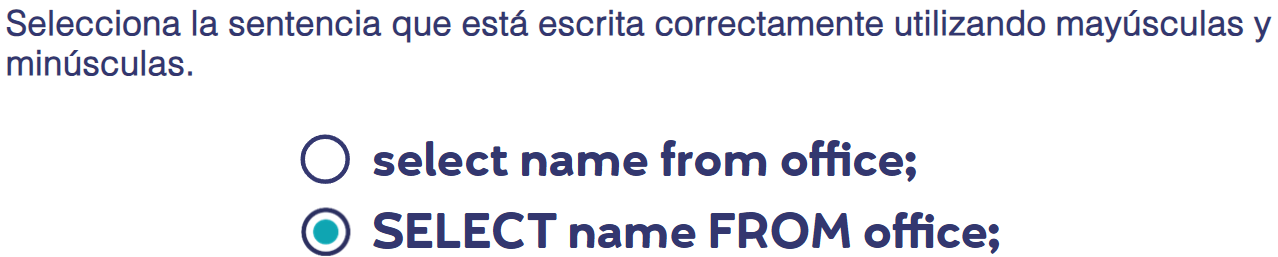 Selecciona la sentencia que está escrita correctamente utilizando mayúsculas y
minúsculas.
select name from office;
SELECT name FROM office;